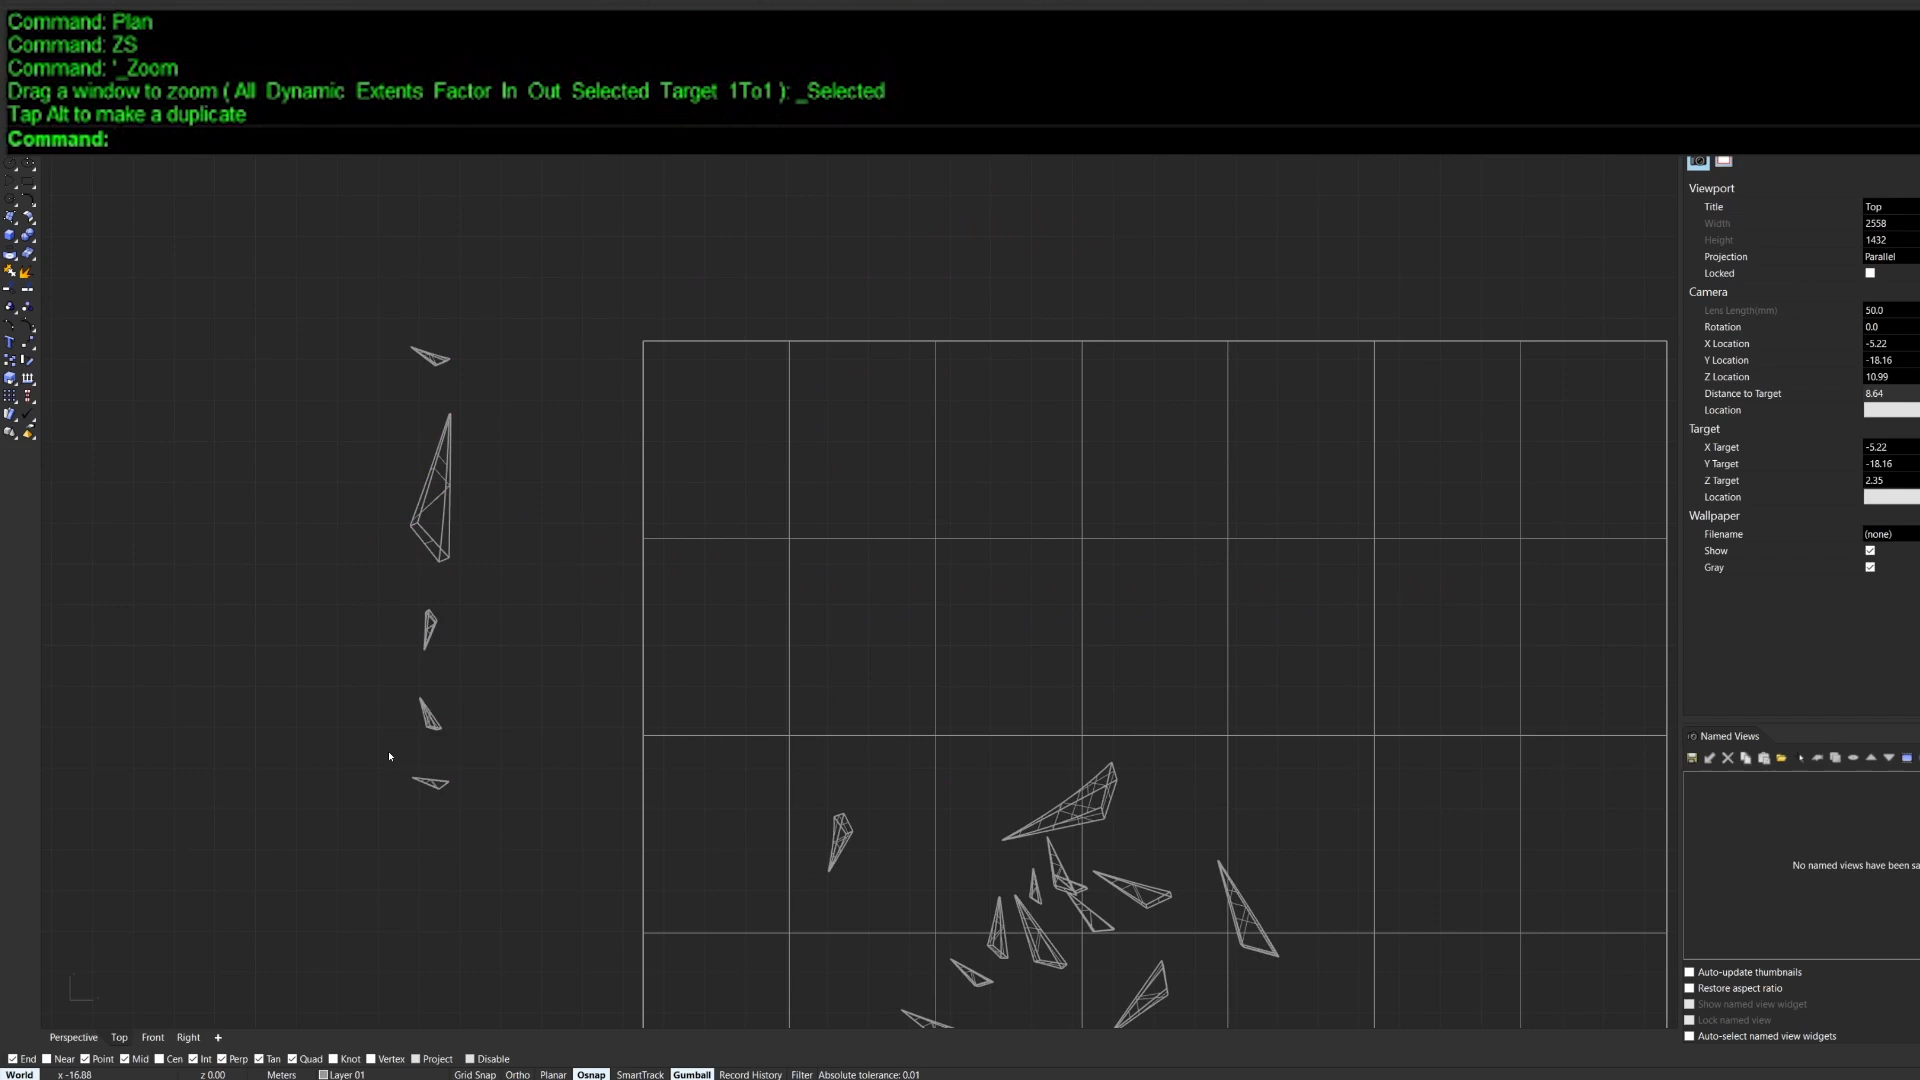 Command: Plan
Command: ZS
Command: '_Zoom
Drag a window to zoom ( All Dynamic Extents Factor In Out Selected Target 1To1 ): _Selected
Tap Alt to make a duplicate
Command:
Viewport
Title Top
Width 2558
Height 1432
Projection Parallel
Locked
Camera
Lens Length(mm) 50.0
Rotation 0.0
X Location -5.22
Y Location -18.16
Z Location 10.99
Distance to Target 8.64
Location
Target
X Target -5.22
Y Target -18.16
Z Target 2.35
Location
Wallpaper
Filename (none)
Show
Gray
Named Views
No named views have been sa
Auto-update thumbnails
Restore aspect ratio
Show named view widget
Lock named view
Auto-select named view widgets
Perspective Top Front Right +
End Near Point Mid Cen Int Perp Tan Quad Knot Vertex Project Disable
World x -16.88 z 0.00 Meters Layer 01 Grid Snap Ortho Planar Osnap SmartTrack Gumball Record History Filter Absolute tolerance: 0.01